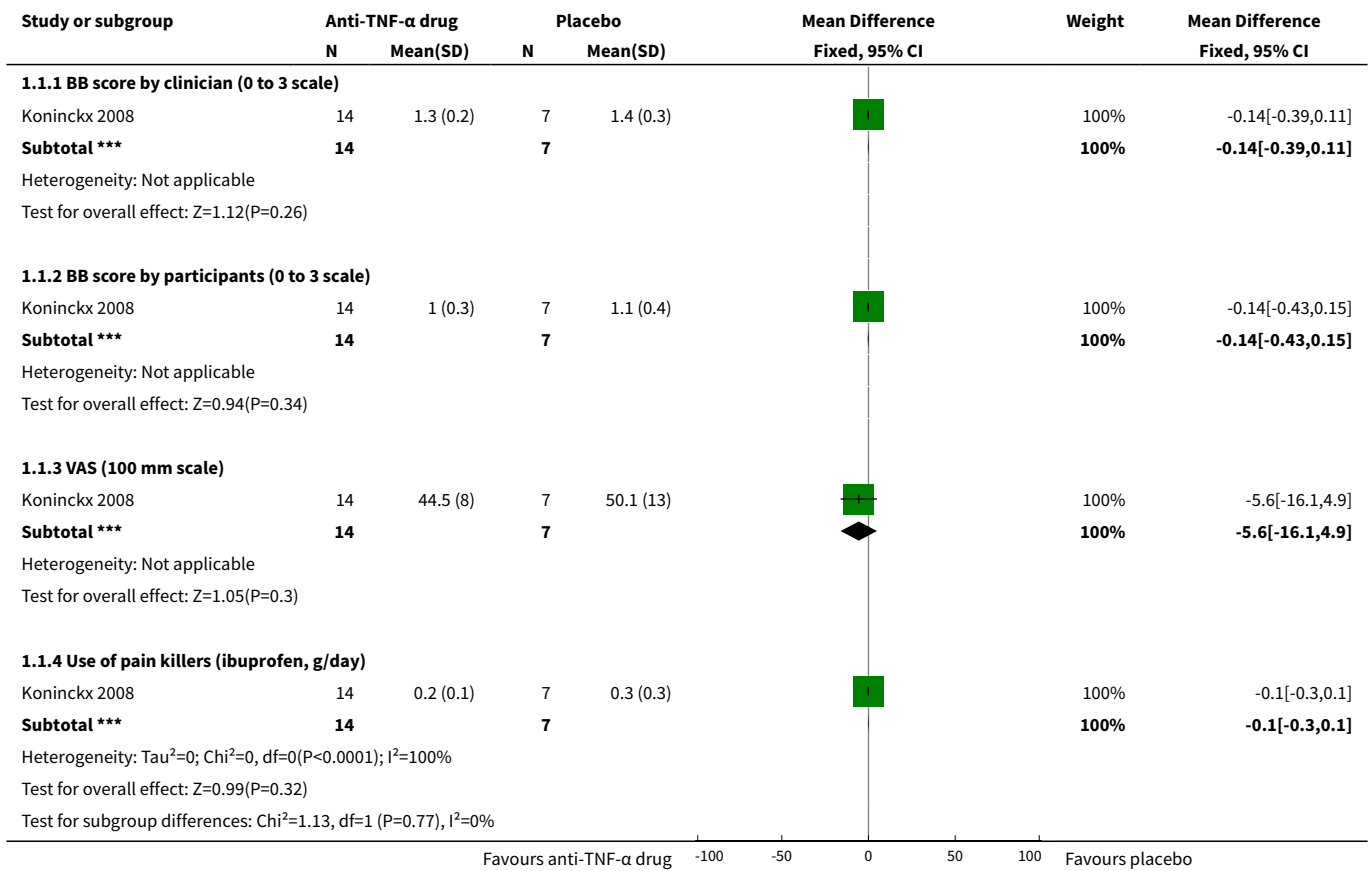 Study or subgroup Anti-TNF-α drug Placebo Mean Difference Weight Mean Difference
N Mean(SD) N Mean(SD) Fixed, 95% CI Fixed, 95% CI
1.1.1 BB score by clinician (0 to 3 scale)
Koninckx 2008 14 1.3 (0.2) 7 1.4 (0.3) 100% -0.14[-0.39,0.11]
Subtotal *** 14 7 100% -0.14[-0.39,0.11]
Heterogeneity: Not applicable
Test for overall effect: Z=1.12(P=0.26)
1.1.2 BB score by participants (0 to 3 scale)
Koninckx 2008 14 1 (0.3) 7 1.1 (0.4) 100% -0.14[-0.43,0.15]
Subtotal *** 14 7 100% -0.14[-0.43,0.15]
Heterogeneity: Not applicable
Test for overall effect: Z=0.94(P=0.34)
1.1.3 VAS (100 mm scale)
Koninckx 2008 14 44.5 (8) 7 50.1 (13) 100% -5.6[-16.1,4.9]
Subtotal *** 14 7 100% -5.6[-16.1,4.9]
Heterogeneity: Not applicable
Test for overall effect: Z=1.05(P=0.3)
1.1.4 Use of pain killers (ibuprofen, g/day)
Koninckx 2008 14 0.2 (0.1) 7 0.3 (0.3) 100% -0.1[-0.3,0.1]
Subtotal *** 14 7 100% -0.1[-0.3,0.1]
Heterogeneity: Tau²=0; Chi²=0, df=0(P<0.0001); I²=100%
Test for overall effect: Z=0.99(P=0.32)
Test for subgroup differences: Chi²=1.13, df=1 (P=0.77), I²=0%
Favours anti-TNF-α drug -100 -50 0 50 100 Favours placebo